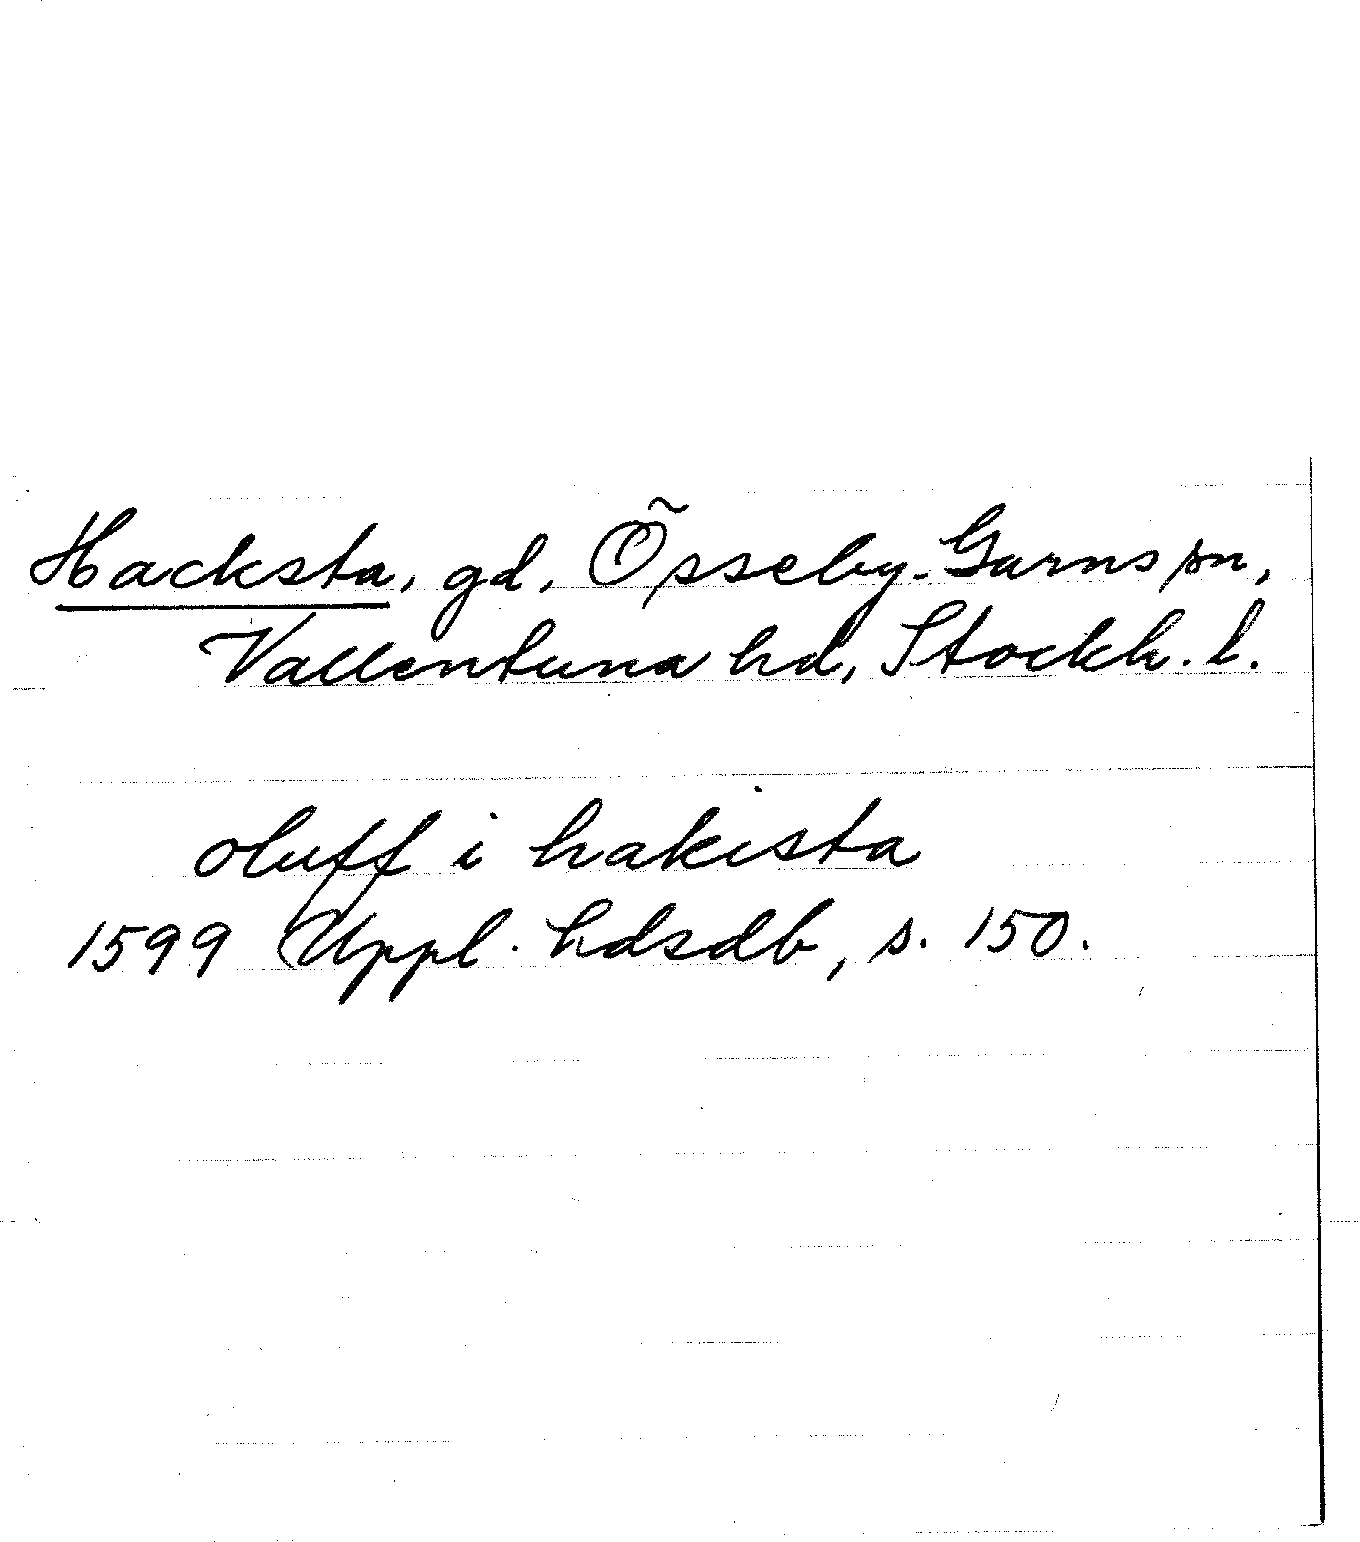 Hacksta, gd, Össeby-Garns sn,
Vallentuna hd, Stockh. l.
oluff i hakista
1599 Uppl. hdsdb, s. 150.